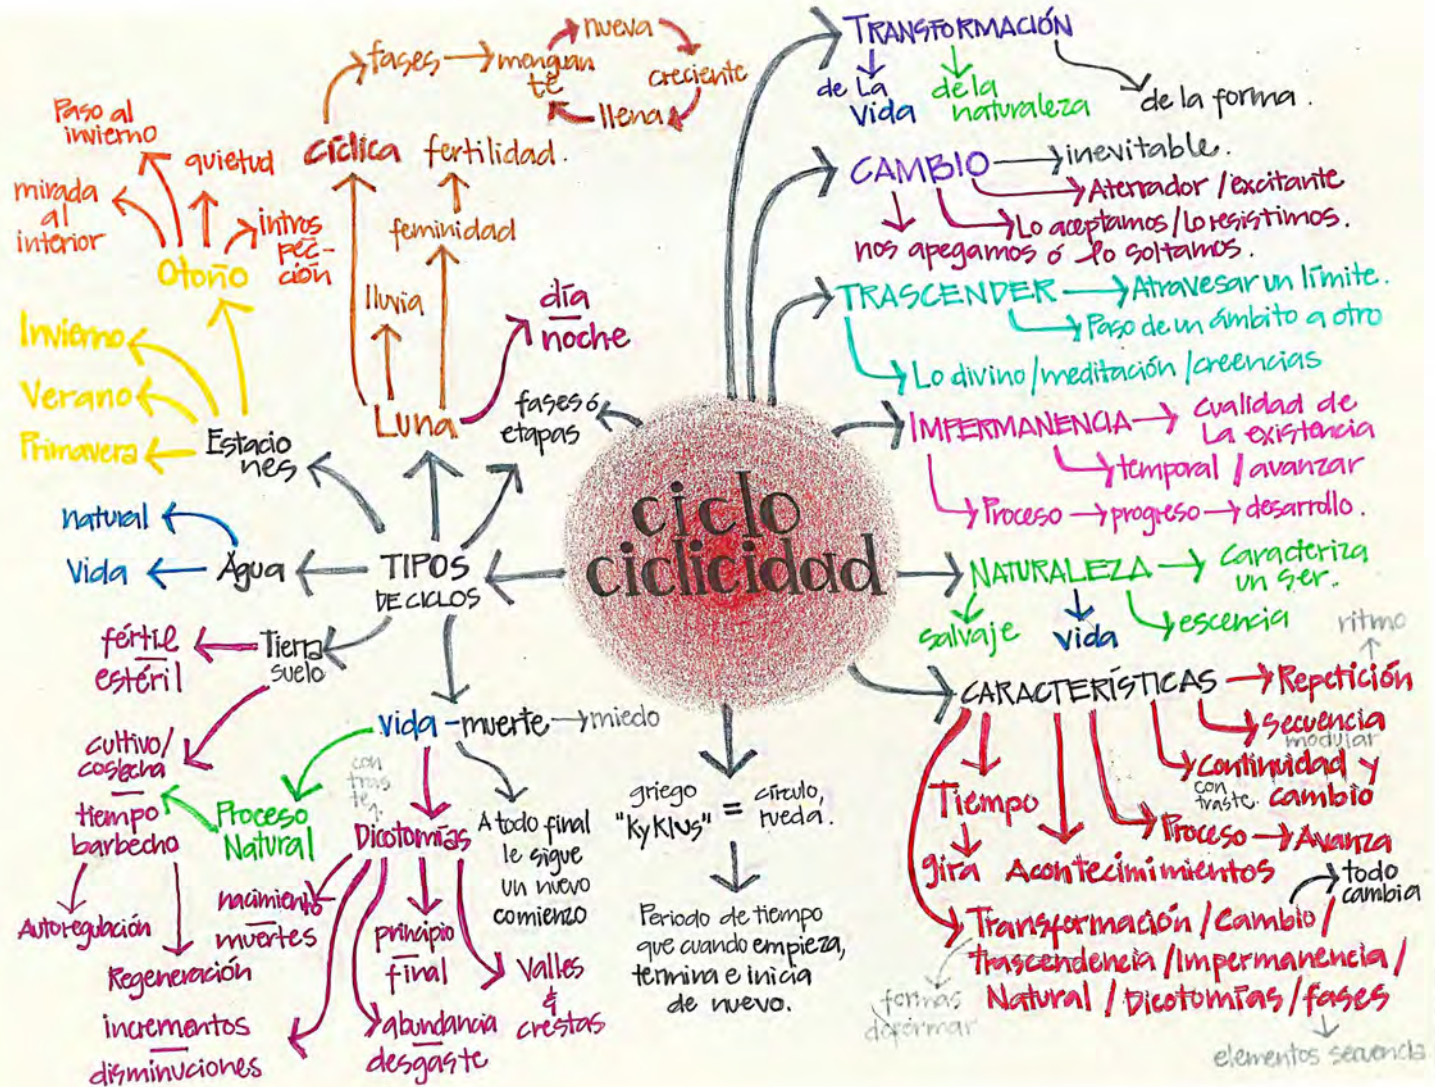 ciclo
ciclicidad
TRANSFORMACIÓN
de La
vida
de la
naturaleza
de la forma.
CAMBIO
inevitable.
Aterrador / excitante
Lo aceptamos / Lo resistimos.
nos apegamos ó lo soltamos.
TRASCENDER
Atravesar un límite.
Paso de un ámbito a otro
Lo divino / meditación / creencias
IMPERMANENCIA
Cualidad de
La existencia
temporal / avanzar
Proceso
progreso
desarrollo.
NATURALEZA
Caracteriza
un ser.
salvaje
vida
escencia
CARACTERÍSTICAS
ritmo
Repetición
secuencia
modular
Continuidad y
cambio
con
traste.
Proceso
Avanza
Acontecimimientos
Tiempo
gira
todo
cambia
Transformación / Cambio /
trascendencia / Impermanencia /
Natural / Dicotomías / fases
formas
deformar
elementos secuencia
griego
"KyKlus"
=
círculo,
rueda.
Periodo de tiempo
que cuando empieza,
termina e inicia
de nuevo.
TIPOS
DE CICLOS
fases ó
etapas
Luna
día
noche
lluvia
feminidad
fertilidad.
Cíclica
fases
menguan
te
nueva
creciente
llena
Estacio
nes
Otoño
Paso al
invierno
quietud
mirada
al
interior
intros
pec-
ción
Invierno
Verano
Primavera
Agua
natural
Vida
Tierra
suelo
fértil
estéril
cultivo/
cosecha
tiempo
barbecho
Autoregulación
Regeneración
vida - muerte
miedo
Proceso
Natural
con
tras
te
Dicotomías
A todo final
le sigue
un nuevo
comienzo
nacimiento
muertes
principio
final
Valles
&
crestas
abundancia
desgaste
incrementos
disminuciones